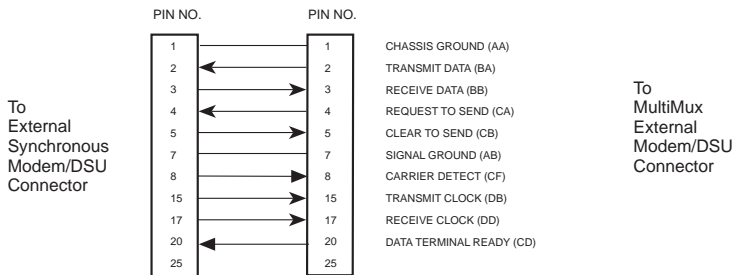 PIN NO. PIN NO.
1 1 CHASSIS GROUND (AA)
2 2 TRANSMIT DATA (BA)
3 3 RECEIVE DATA (BB)
4 4 REQUEST TO SEND (CA)
5 5 CLEAR TO SEND (CB)
7 7 SIGNAL GROUND (AB)
8 8 CARRIER DETECT (CF)
15 15 TRANSMIT CLOCK (DB)
17 17 RECEIVE CLOCK (DD)
20 20 DATA TERMINAL READY (CD)
25 25
To
External
Synchronous
Modem/DSU
Connector
To
MultiMux
External
Modem/DSU
Connector